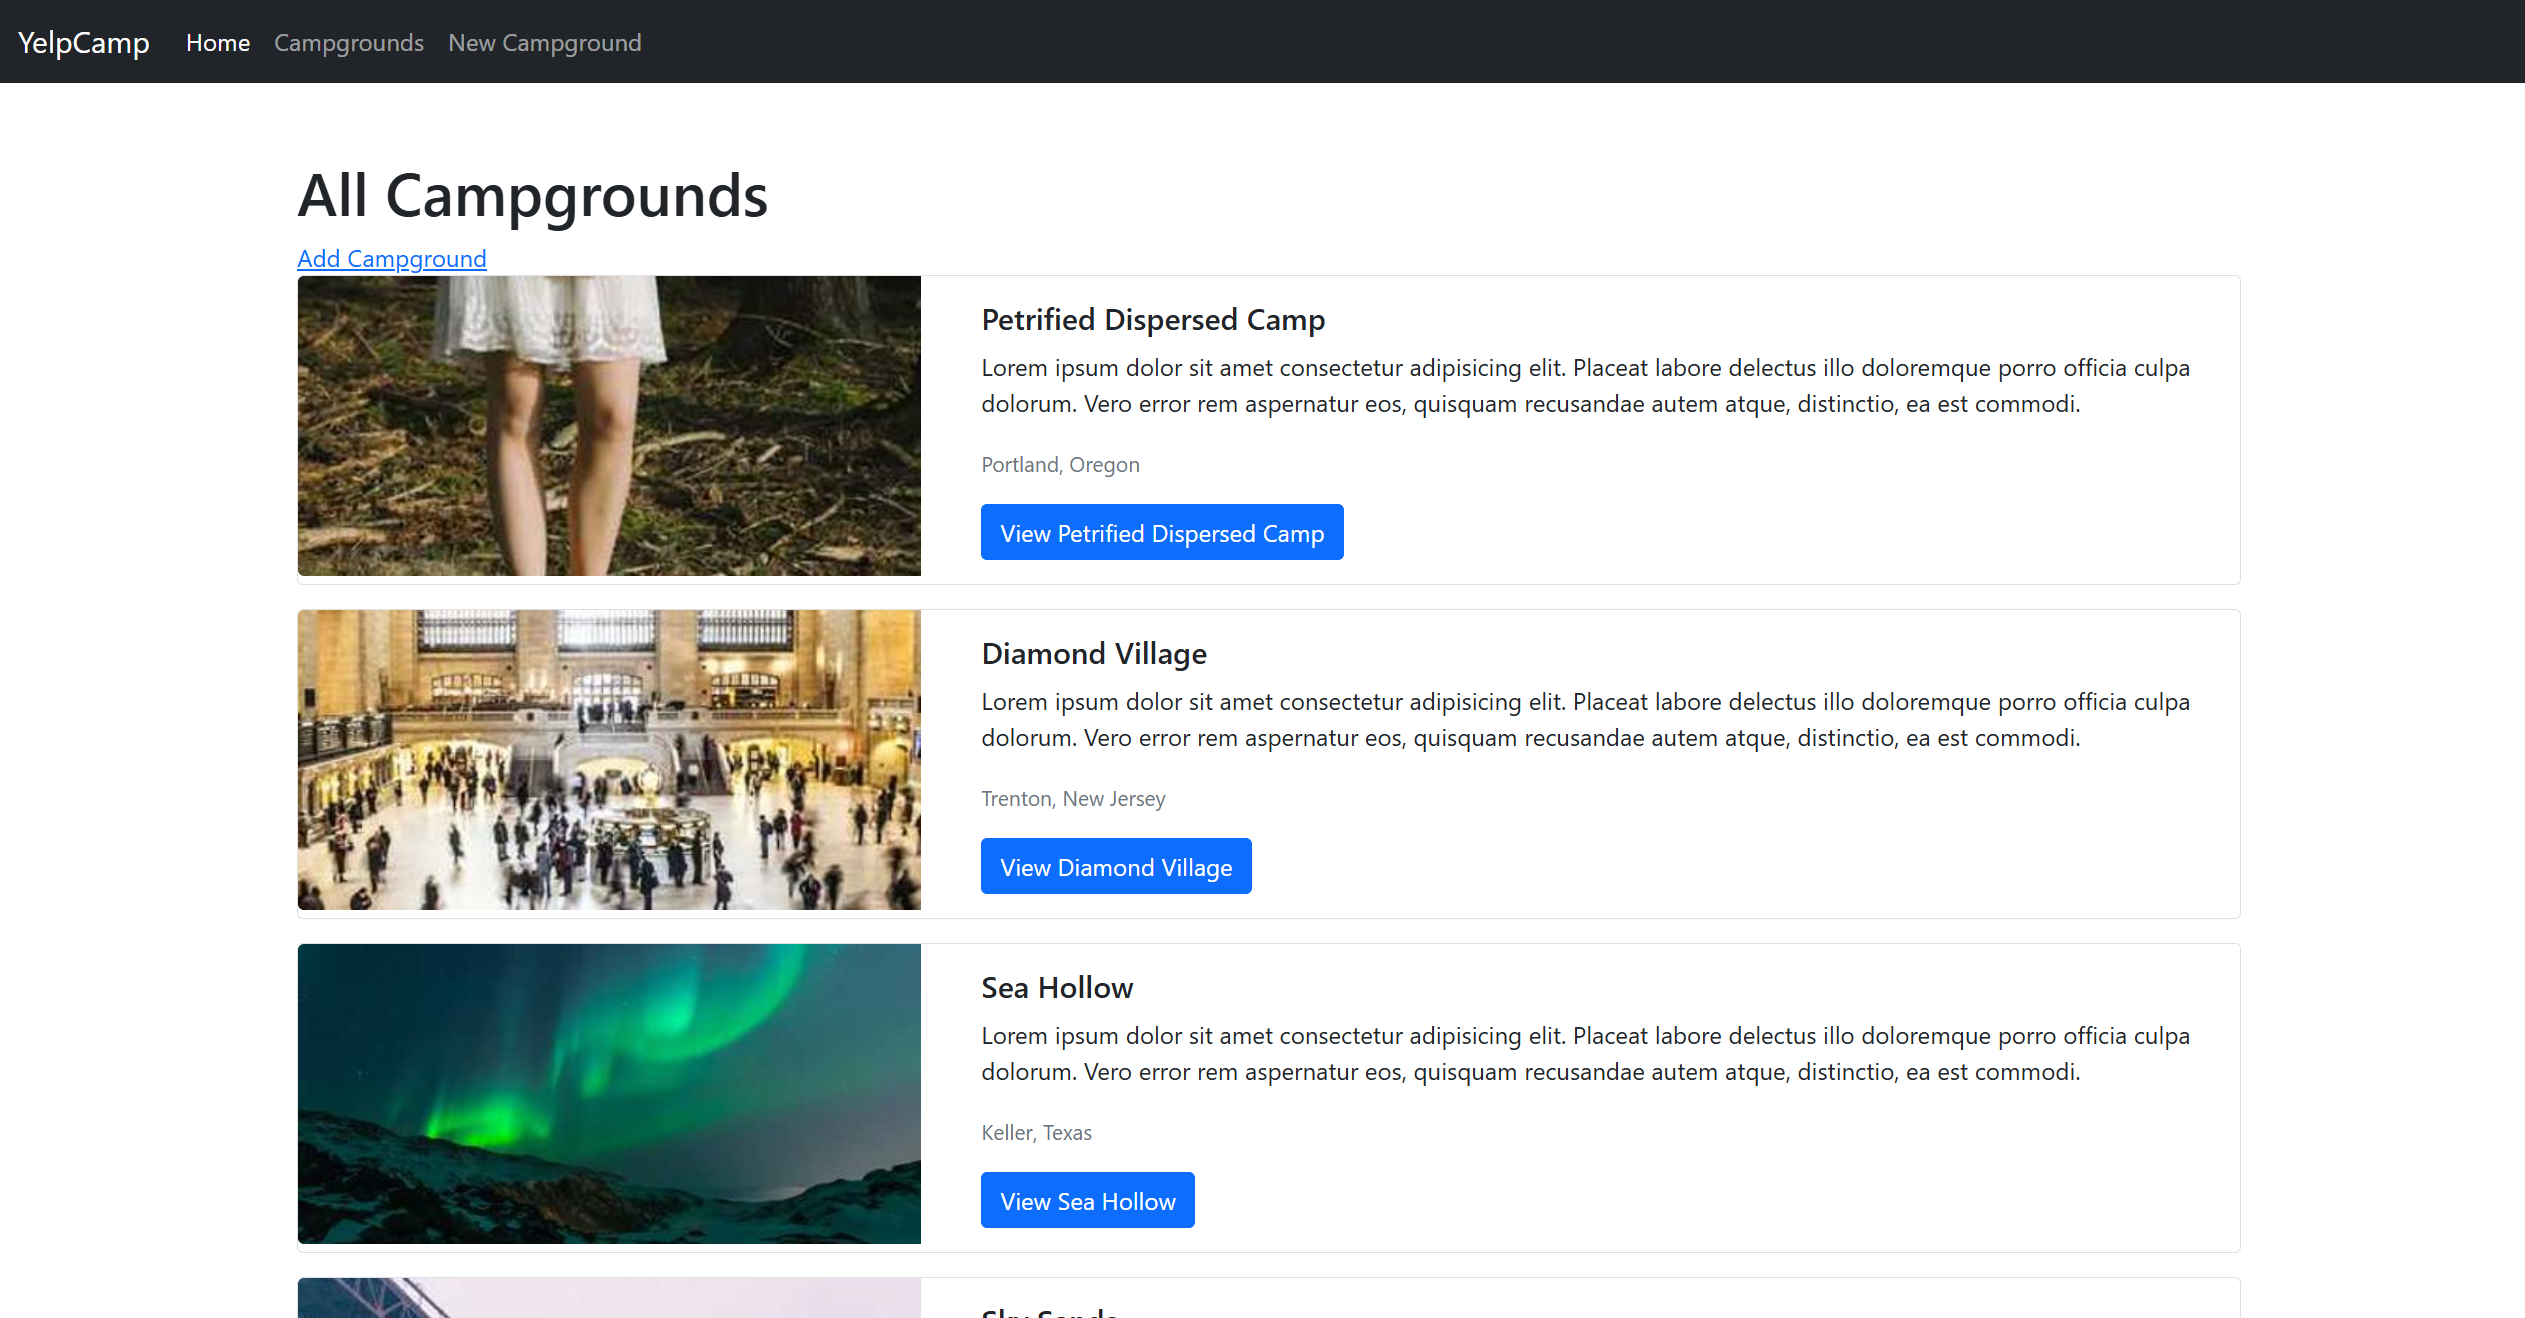 YelpCamp Home Campgrounds New Campground
All Campgrounds
Add Campground
Petrified Dispersed Camp
Lorem ipsum dolor sit amet consectetur adipisicing elit. Placeat labore delectus illo doloremque porro officia culpa
dolorum. Vero error rem aspernatur eos, quisquam recusandae autem atque, distinctio, ea est commodi.
Portland, Oregon
View Petrified Dispersed Camp
Diamond Village
Lorem ipsum dolor sit amet consectetur adipisicing elit. Placeat labore delectus illo doloremque porro officia culpa
dolorum. Vero error rem aspernatur eos, quisquam recusandae autem atque, distinctio, ea est commodi.
Trenton, New Jersey
View Diamond Village
Sea Hollow
Lorem ipsum dolor sit amet consectetur adipisicing elit. Placeat labore delectus illo doloremque porro officia culpa
dolorum. Vero error rem aspernatur eos, quisquam recusandae autem atque, distinctio, ea est commodi.
Keller, Texas
View Sea Hollow
Sky Sands